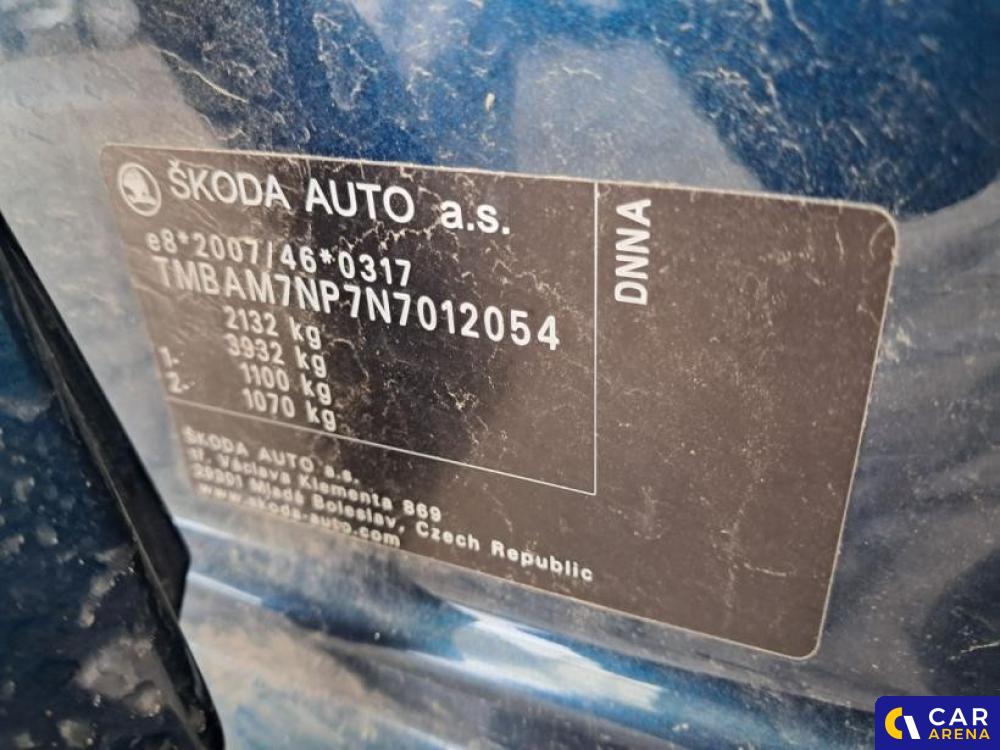 ŠKODA AUTO a.s.
e8*2007/46*0317
TMBAM7NP7N7012054
2132 kg
3932 kg
1- 1100 kg
2- 1070 kg
DNNA
ŠKODA AUTO a.s.
tř. Václava Klementa 869
29301 Mladá Boleslav, Czech Republic
www.skoda-auto.com
CAR
ARENA